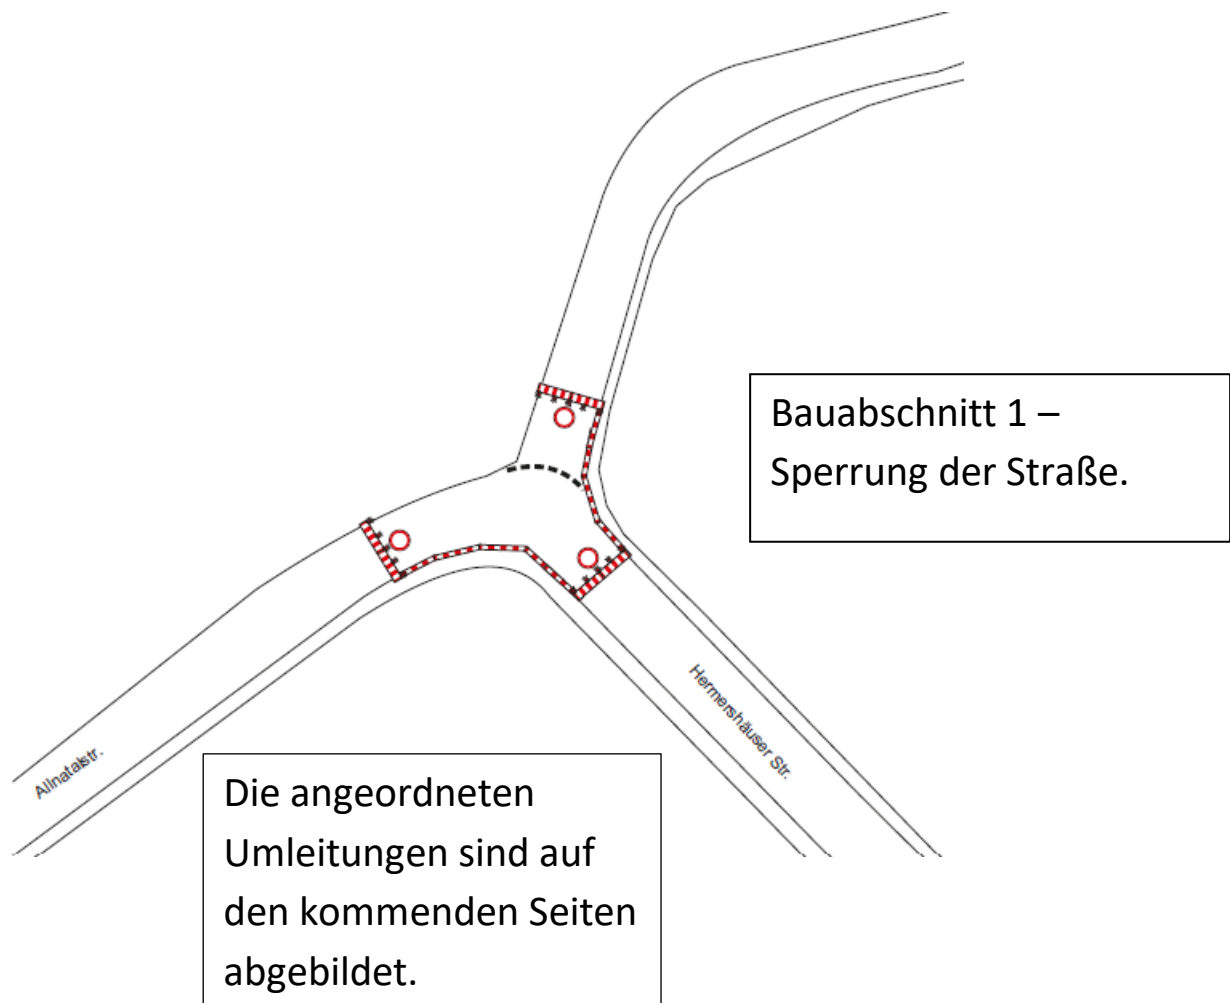 Bauabschnitt 1 –
Sperrung der Straße.
Hermershäuser Str.
Allnatalstr.
Die angeordneten
Umleitungen sind auf
den kommenden Seiten
abgebildet.